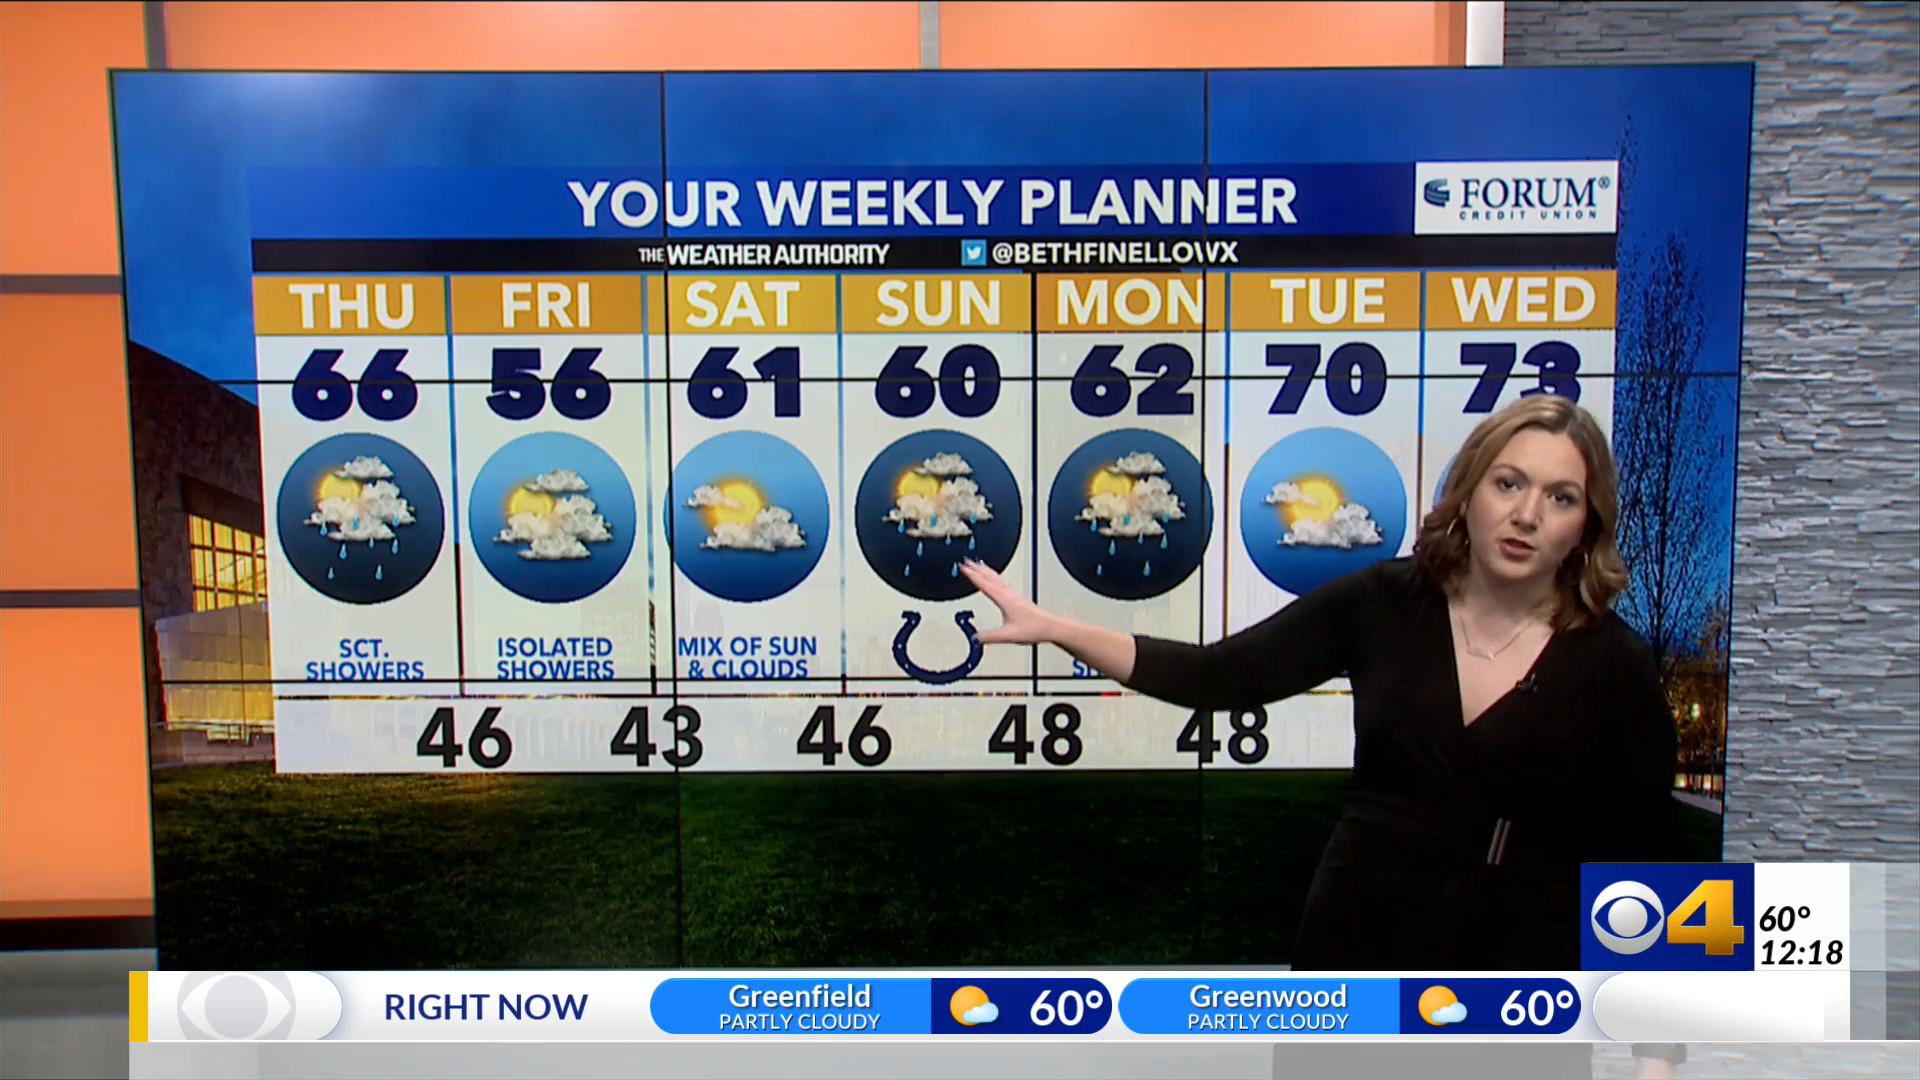 YOUR WEEKLY PLANNER
FORUM®
CREDIT UNION
THE WEATHER AUTHORITY @BETHFINELLOWX
THU FRI SAT SUN MON TUE WED
66 56 61 60 62 70 73
SCT. SHOWERS
ISOLATED SHOWERS
MIX OF SUN & CLOUDS
46 43 46 48 48
4
60°
12:18
RIGHT NOW
Greenfield
PARTLY CLOUDY
60°
Greenwood
PARTLY CLOUDY
60°